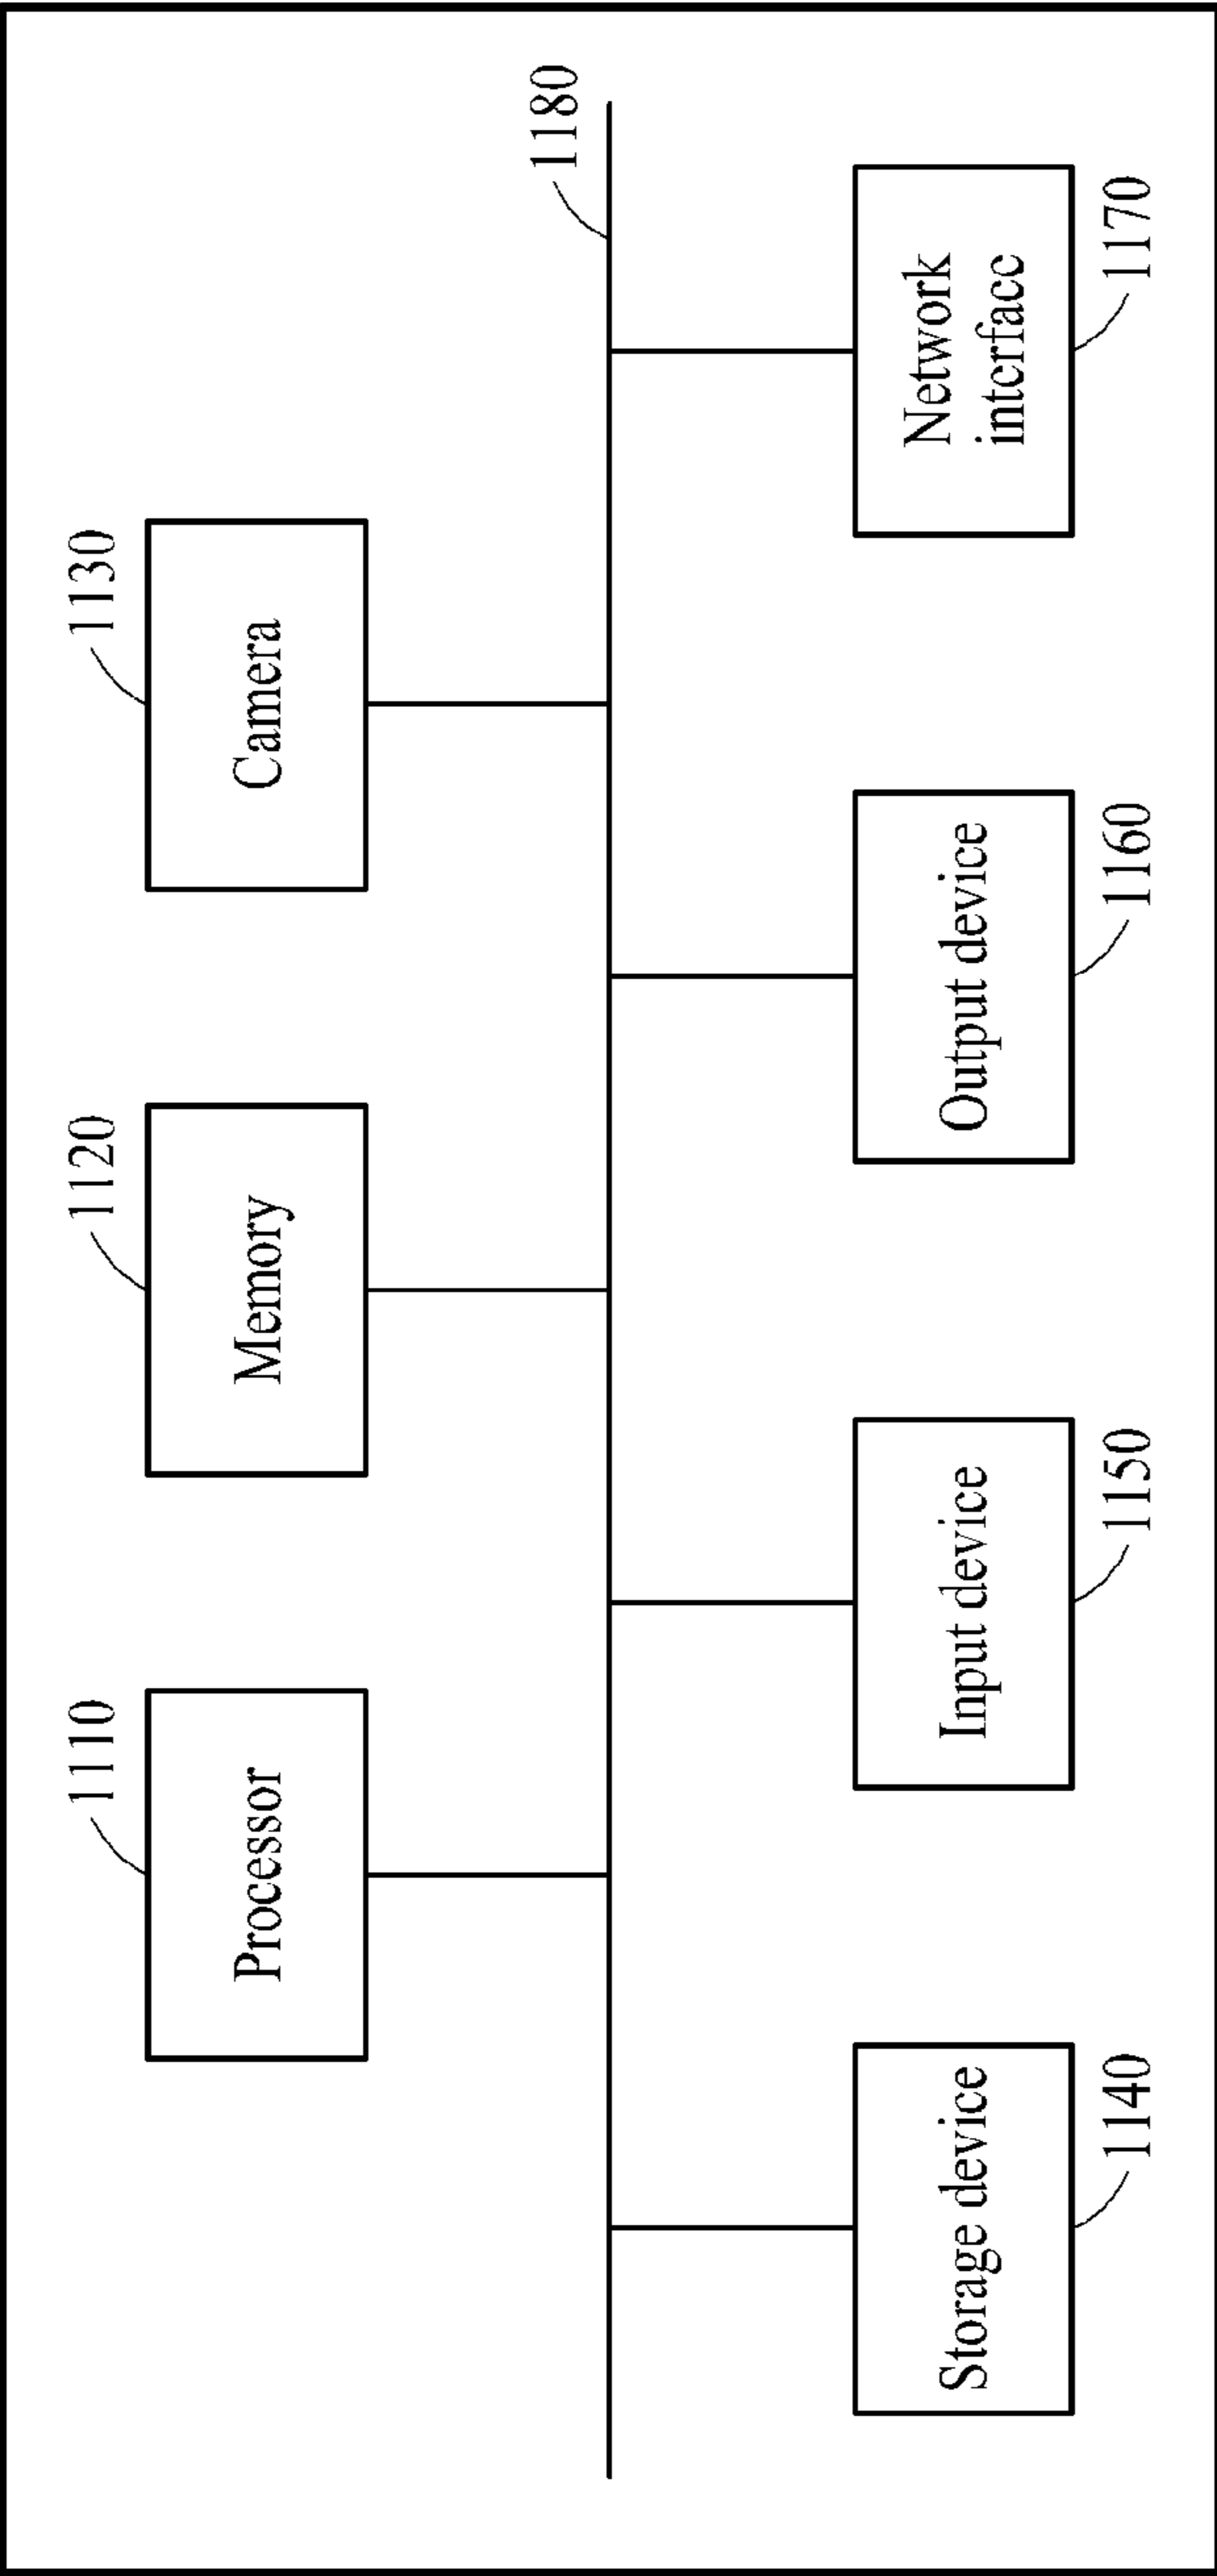 1110
Processor
1120
Memory
1130
Camera
1180
Storage device
1140
Input device
1150
Output device
1160
Network
interface
1170